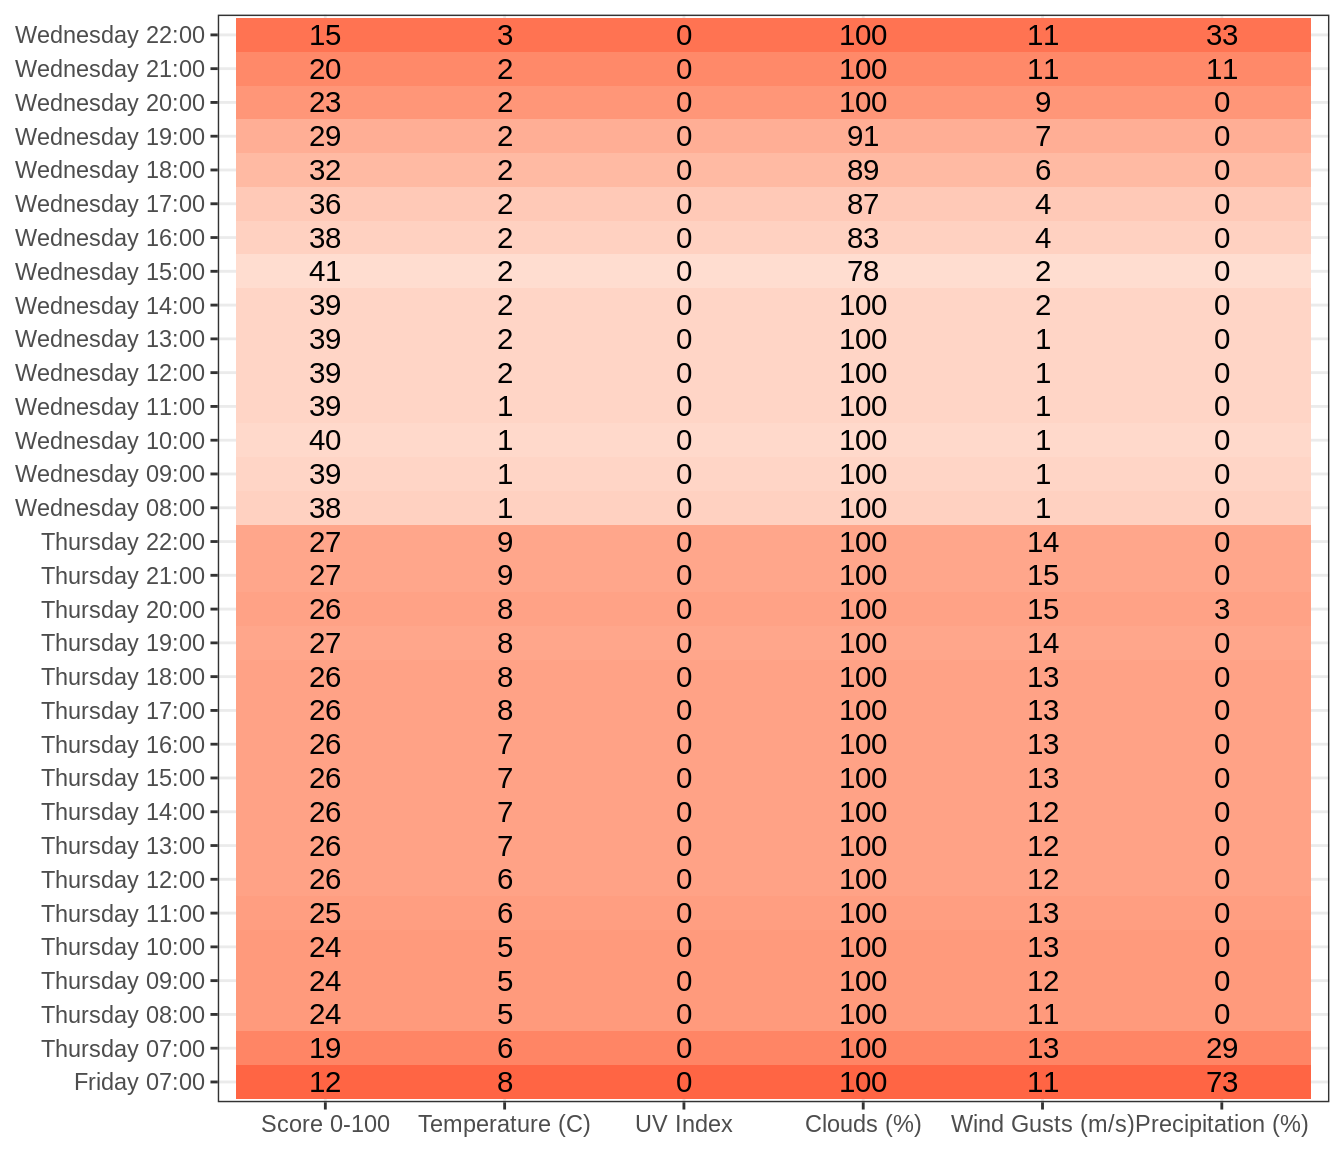 Wednesday 22:00 15 3 0 100 11 33
Wednesday 21:00 20 2 0 100 11 11
Wednesday 20:00 23 2 0 100 9 0
Wednesday 19:00 29 2 0 91 7 0
Wednesday 18:00 32 2 0 89 6 0
Wednesday 17:00 36 2 0 87 4 0
Wednesday 16:00 38 2 0 83 4 0
Wednesday 15:00 41 2 0 78 2 0
Wednesday 14:00 39 2 0 100 2 0
Wednesday 13:00 39 2 0 100 1 0
Wednesday 12:00 39 2 0 100 1 0
Wednesday 11:00 39 1 0 100 1 0
Wednesday 10:00 40 1 0 100 1 0
Wednesday 09:00 39 1 0 100 1 0
Wednesday 08:00 38 1 0 100 1 0
Thursday 22:00 27 9 0 100 14 0
Thursday 21:00 27 9 0 100 15 0
Thursday 20:00 26 8 0 100 15 3
Thursday 19:00 27 8 0 100 14 0
Thursday 18:00 26 8 0 100 13 0
Thursday 17:00 26 8 0 100 13 0
Thursday 16:00 26 7 0 100 13 0
Thursday 15:00 26 7 0 100 13 0
Thursday 14:00 26 7 0 100 12 0
Thursday 13:00 26 7 0 100 12 0
Thursday 12:00 26 6 0 100 12 0
Thursday 11:00 25 6 0 100 13 0
Thursday 10:00 24 5 0 100 13 0
Thursday 09:00 24 5 0 100 12 0
Thursday 08:00 24 5 0 100 11 0
Thursday 07:00 19 6 0 100 13 29
Friday 07:00 12 8 0 100 11 73
Score 0-100 Temperature (C) UV Index Clouds (%) Wind Gusts (m/s) Precipitation (%)